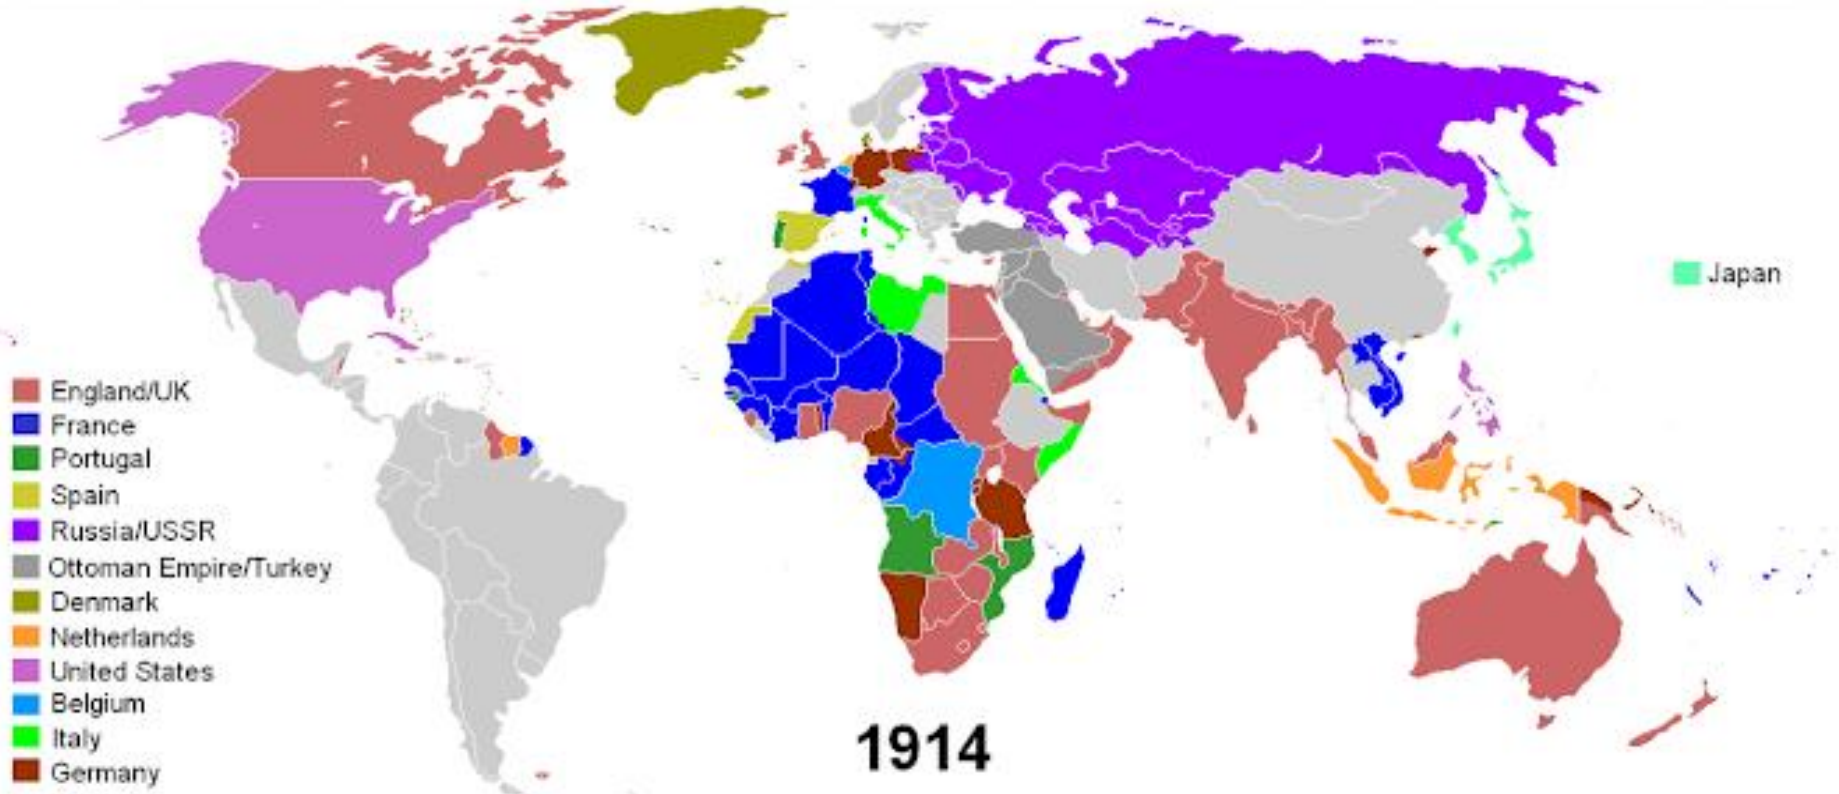 Japan
England/UK
France
Portugal
Spain
Russia/USSR
Ottoman Empire/Turkey
Denmark
Netherlands
United States
Belgium
Italy
Germany
1914